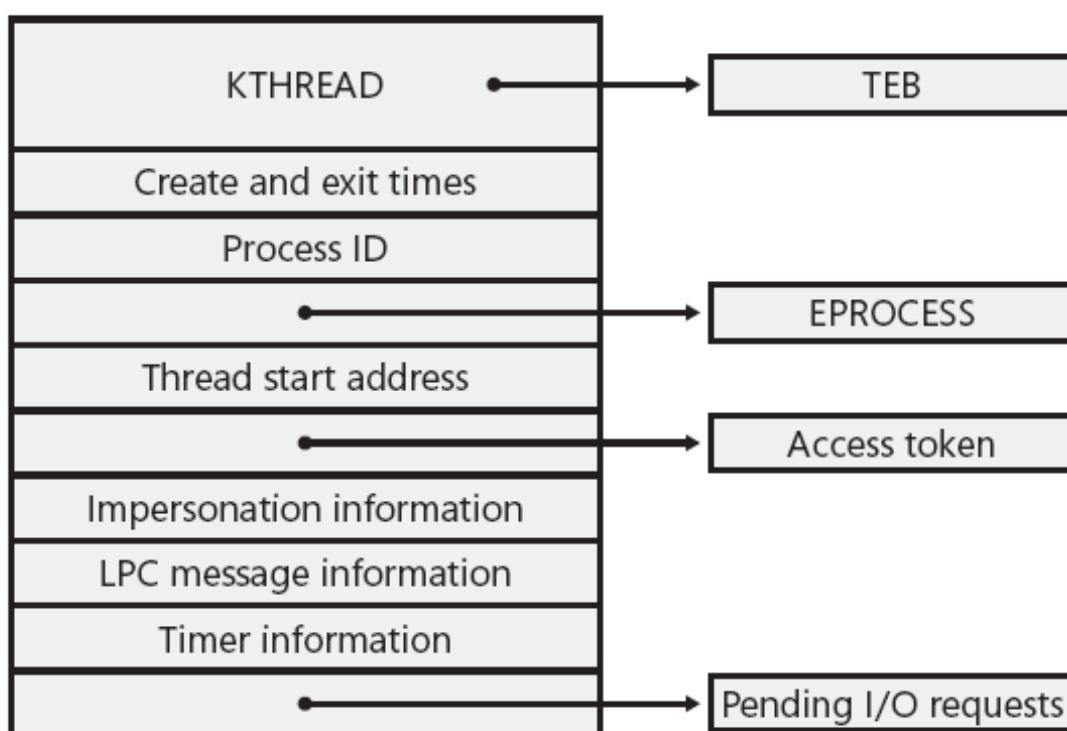 KTHREAD
TEB
Create and exit times
Process ID
EPROCESS
Thread start address
Access token
Impersonation information
LPC message information
Timer information
Pending I/O requests